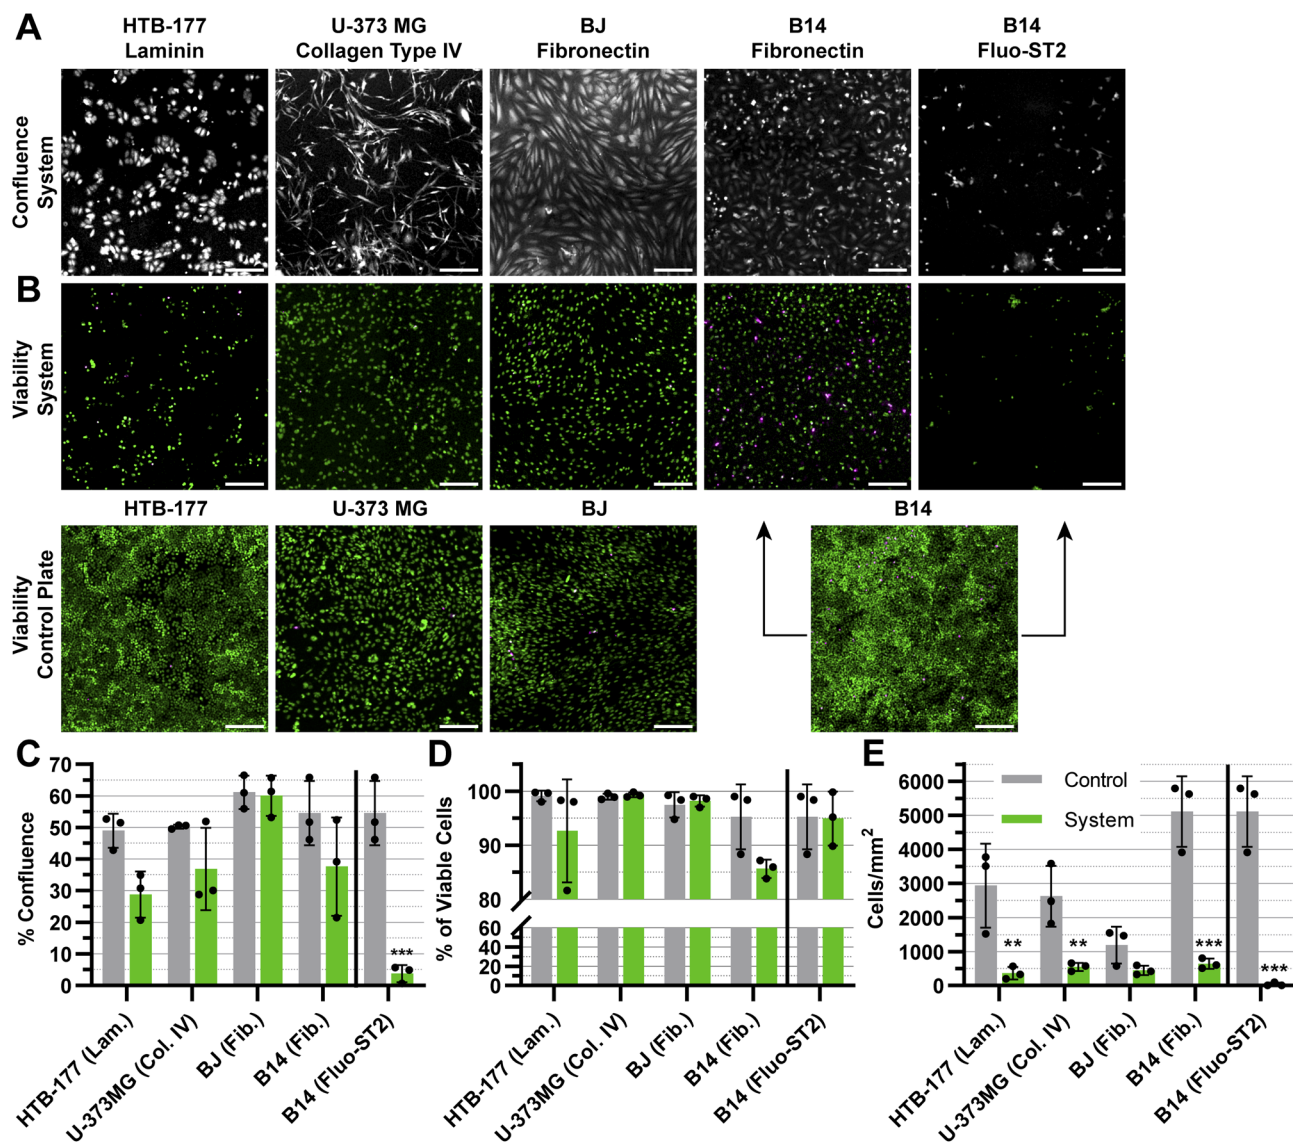 A
HTB-177
Laminin
U-373 MG
Collagen Type IV
BJ
Fibronectin
B14
Fibronectin
B14
Fluo-ST2
Confluence
System
B
Viability
System
HTB-177
U-373 MG
BJ
B14
Viability
Control Plate
C
% Confluence
70
60
50
40
30
20
10
0
***
HTB-177 (Lam.)
U-373MG (Col. IV)
BJ (Fib.)
B14 (Fib.)
B14 (Fluo-ST2)
D
% of Viable Cells
100
90
80
60
40
20
0
HTB-177 (Lam.)
U-373MG (Col. IV)
BJ (Fib.)
B14 (Fib.)
B14 (Fluo-ST2)
E
Cells/mm²
6000
5000
4000
3000
2000
1000
0
Control
System
**
**
***
***
HTB-177 (Lam.)
U-373MG (Col. IV)
BJ (Fib.)
B14 (Fib.)
B14 (Fluo-ST2)